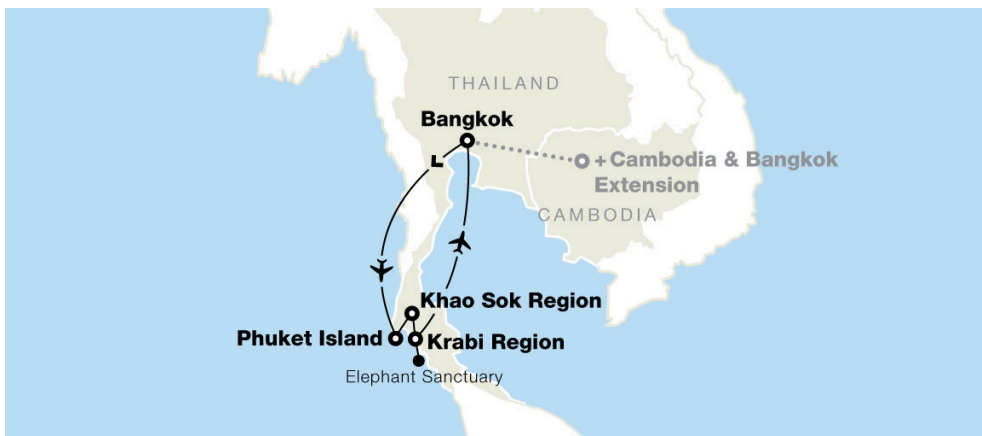 THAILAND
Bangkok
+Cambodia & Bangkok
Extension
CAMBODIA
Khao Sok Region
Phuket Island
Krabi Region
Elephant Sanctuary